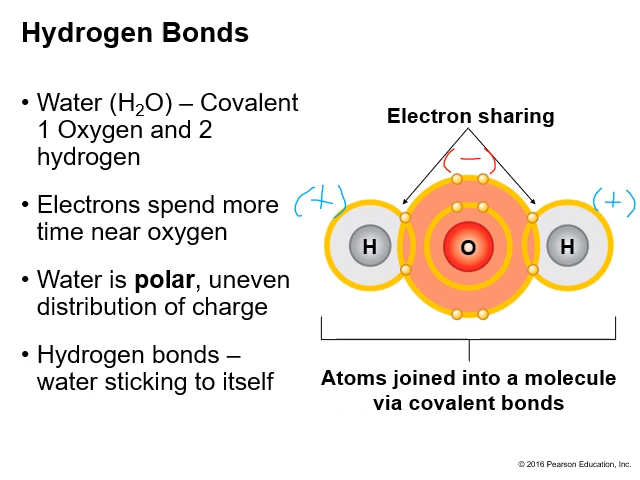 Hydrogen Bonds
• Water (H₂O) – Covalent
1 Oxygen and 2
hydrogen
• Electrons spend more
time near oxygen
• Water is polar, uneven
distribution of charge
• Hydrogen bonds –
water sticking to itself
Electron sharing
(−)
(+)
(+)
H
O
H
Atoms joined into a molecule
via covalent bonds
© 2016 Pearson Education, Inc.